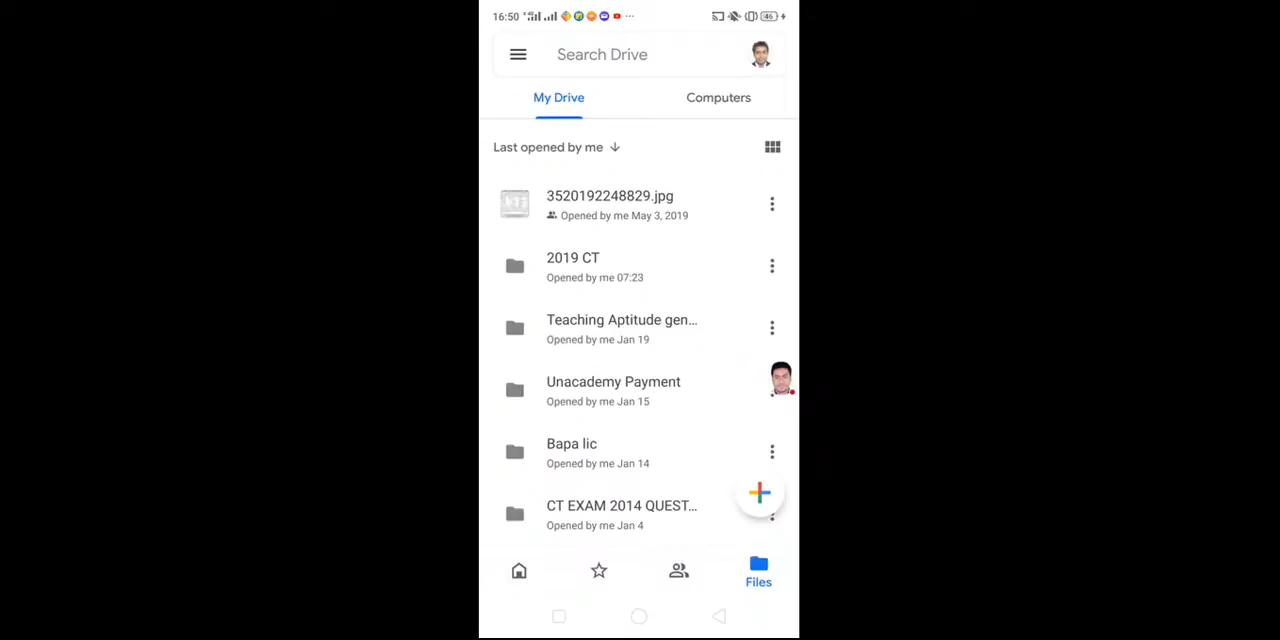 16:50
46
Search Drive
My Drive
Computers
Last opened by me
3520192248829.jpg
Opened by me May 3, 2019
2019 CT
Opened by me 07:23
Teaching Aptitude gen...
Opened by me Jan 19
Unacademy Payment
Opened by me Jan 15
Bapa lic
Opened by me Jan 14
CT EXAM 2014 QUEST...
Opened by me Jan 4
Files